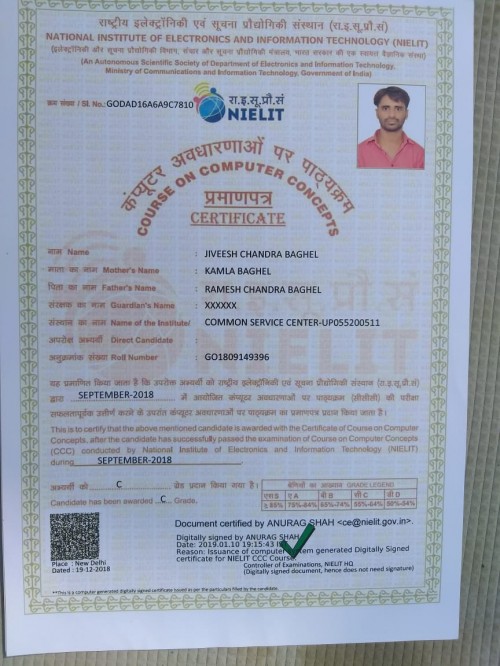 राष्ट्रीय इलेक्ट्रॉनिकी एवं सूचना प्रौद्योगिकी संस्थान (रा.इ.सू.प्रौ.सं)
NATIONAL INSTITUTE OF ELECTRONICS AND INFORMATION TECHNOLOGY (NIELIT)
(इलेक्ट्रॉनिकी और सूचना प्रौद्योगिकी विभाग, संचार और सूचना प्रौद्योगिकी मंत्रालय, भारत सरकार की एक स्वायत्त वैज्ञानिक संस्था)
(An Autonomous Scientific Society of Department of Electronics and Information Technology,
Ministry of Communications and Information Technology, Government of India)
क्रम संख्या / Sl. No.: GODAD16A6A9C7810
रा.इ.सू.प्रौ.सं
NIELIT
कंप्यूटर अवधारणाओं पर पाठ्यक्रम
COURSE ON COMPUTER CONCEPTS
प्रमाणपत्र
CERTIFICATE
नाम Name : JIVEESH CHANDRA BAGHEL
माता का नाम Mother's Name : KAMLA BAGHEL
पिता का नाम Father's Name : RAMESH CHANDRA BAGHEL
संरक्षक का नाम Guardian's Name : XXXXXX
संस्थान का नाम Name of the Institute/ : COMMON SERVICE CENTER-UP055200511
अपरोक्ष अभ्यर्थी Direct Candidate :
अनुक्रमांक संख्या Roll Number : GO1809149396
यह प्रमाणित किया जाता है कि उपरोक्त अभ्यर्थी को राष्ट्रीय इलेक्ट्रॉनिकी एवं सूचना प्रौद्योगिकी संस्थान (रा.इ.सू.प्रौ.सं)
द्वारा SEPTEMBER-2018 में आयोजित कंप्यूटर अवधारणाओं पर पाठ्यक्रम (सीसीसी) की परीक्षा
सफलतापूर्वक उत्तीर्ण करने के उपरांत कंप्यूटर अवधारणाओं पर पाठ्यक्रम का प्रमाणपत्र प्रदान किया जाता है।
This is to certify that the above mentioned candidate is awarded with the Certificate of Course on Computer
Concepts, after the candidate has successfully passed the examination of Course on Computer Concepts
(CCC) conducted by National Institute of Electronics and Information Technology (NIELIT)
during SEPTEMBER-2018
अभ्यर्थी को C ग्रेड प्रदान किया गया है।
Candidate has been awarded C Grade.
श्रेणियों का आख्यान GRADE LEGEND
एस S ए A बी B सी C डी D
≥ 85% 75%-84% 65%-74% 55%-64% 50%-54%
Document certified by ANURAG SHAH <ce@nielit.gov.in>.
Digitally signed by ANURAG SHAH
Date: 2019.01.10 19:15:43 IST
Reason: Issuance of computer system generated Digitally Signed
certificate for NIELIT CCC Course
Controller of Examinations, NIELIT HQ
(Digitally signed document, hence does not need signature)
Place : New Delhi
Dated : 19-12-2018
**This is a computer generated digitally signed certificate issued as per the particulars filled by the candidate.